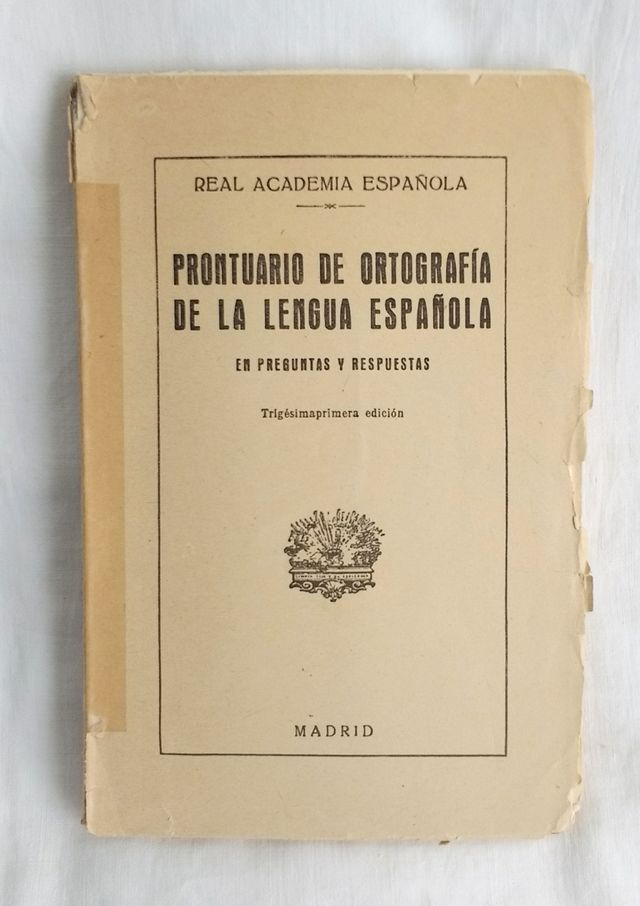 REAL ACADEMIA ESPAÑOLA
PRONTUARIO DE ORTOGRAFÍA
DE LA LENGUA ESPAÑOLA
EN PREGUNTAS Y RESPUESTAS
Trigésimaprimera edición
MADRID